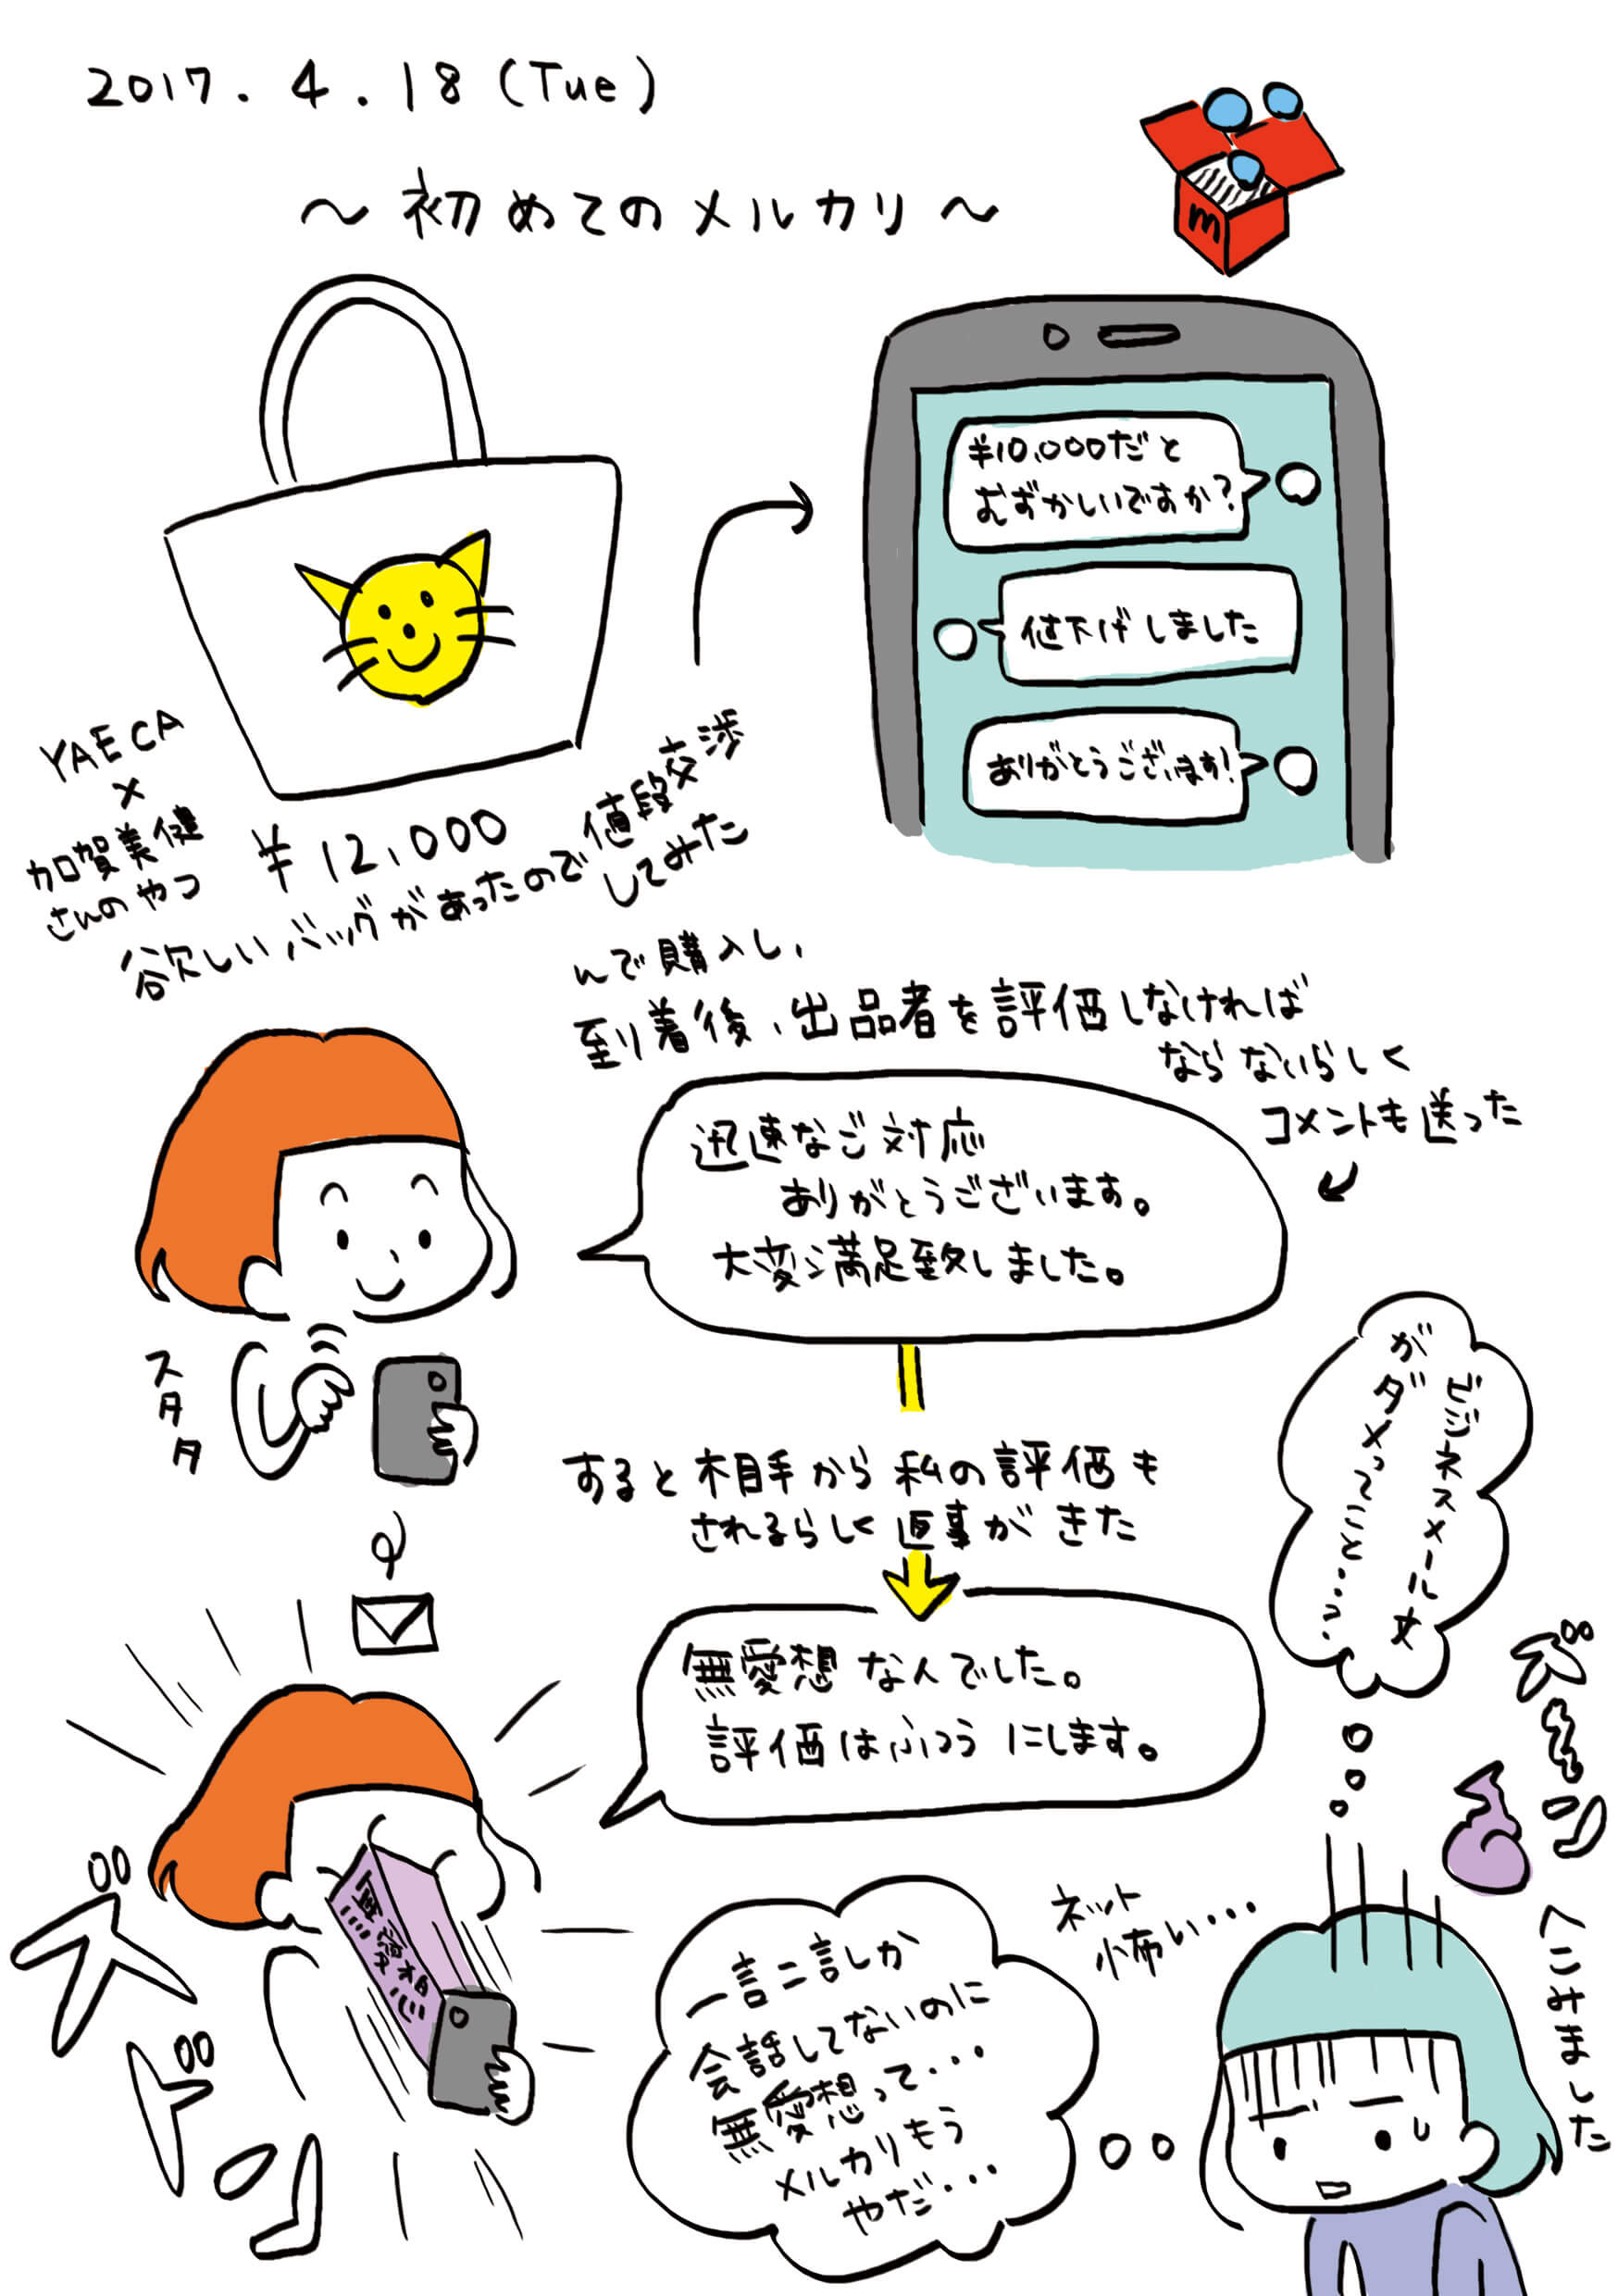 2017.4.18(Tue)
～初めてのメルカリ～
m
YAECA
×
加賀美健
さんのやつ
¥12,000
欲しいバッグがあったので
値段交渉
してみた
¥10,000だと
むずかしいですか?
値下げしました
ありがとうございます!
んで購入し、
到着後、出品者を評価しなければ
ならないらしく
コメントも送った
迅速なご対応
ありがとうございます。
大変満足致しました。
スタタ
すると相手から私の評価も
されるらしく返事がきた
無愛想な人でした。
評価はふつうにします。
無愛想
ズドーン
ビジネスメール文
がダメってこと・・・?
ガーン
へこみました
ネット
怖い・・・
一言二言しか
会話してないのに
無愛想って・・・
メルカリもう
やだ・・・